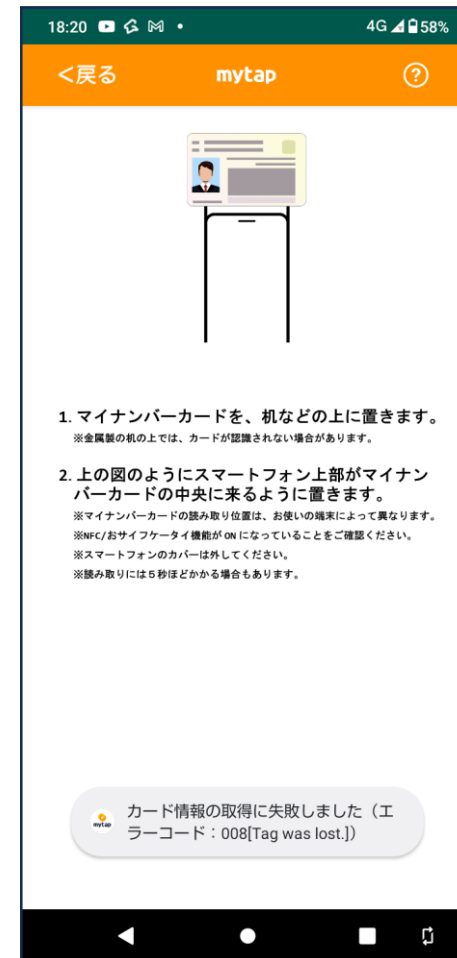 18:20 4G 58%
<戻る mytap ?
1. マイナンバーカードを、机などの上に置きます。
※金属製の机の上では、カードが認識されない場合があります。
2. 上の図のようにスマートフォン上部がマイナン
バーカードの中央に来るように置きます。
※マイナンバーカードの読み取り位置は、お使いの端末によって異なります。
※NFC/おサイフケータイ機能が ON になっていることをご確認ください。
※スマートフォンのカバーは外してください。
※読み取りには５秒ほどかかる場合もあります。
mytap
カード情報の取得に失敗しました（エ
ラーコード：008[Tag was lost.]）